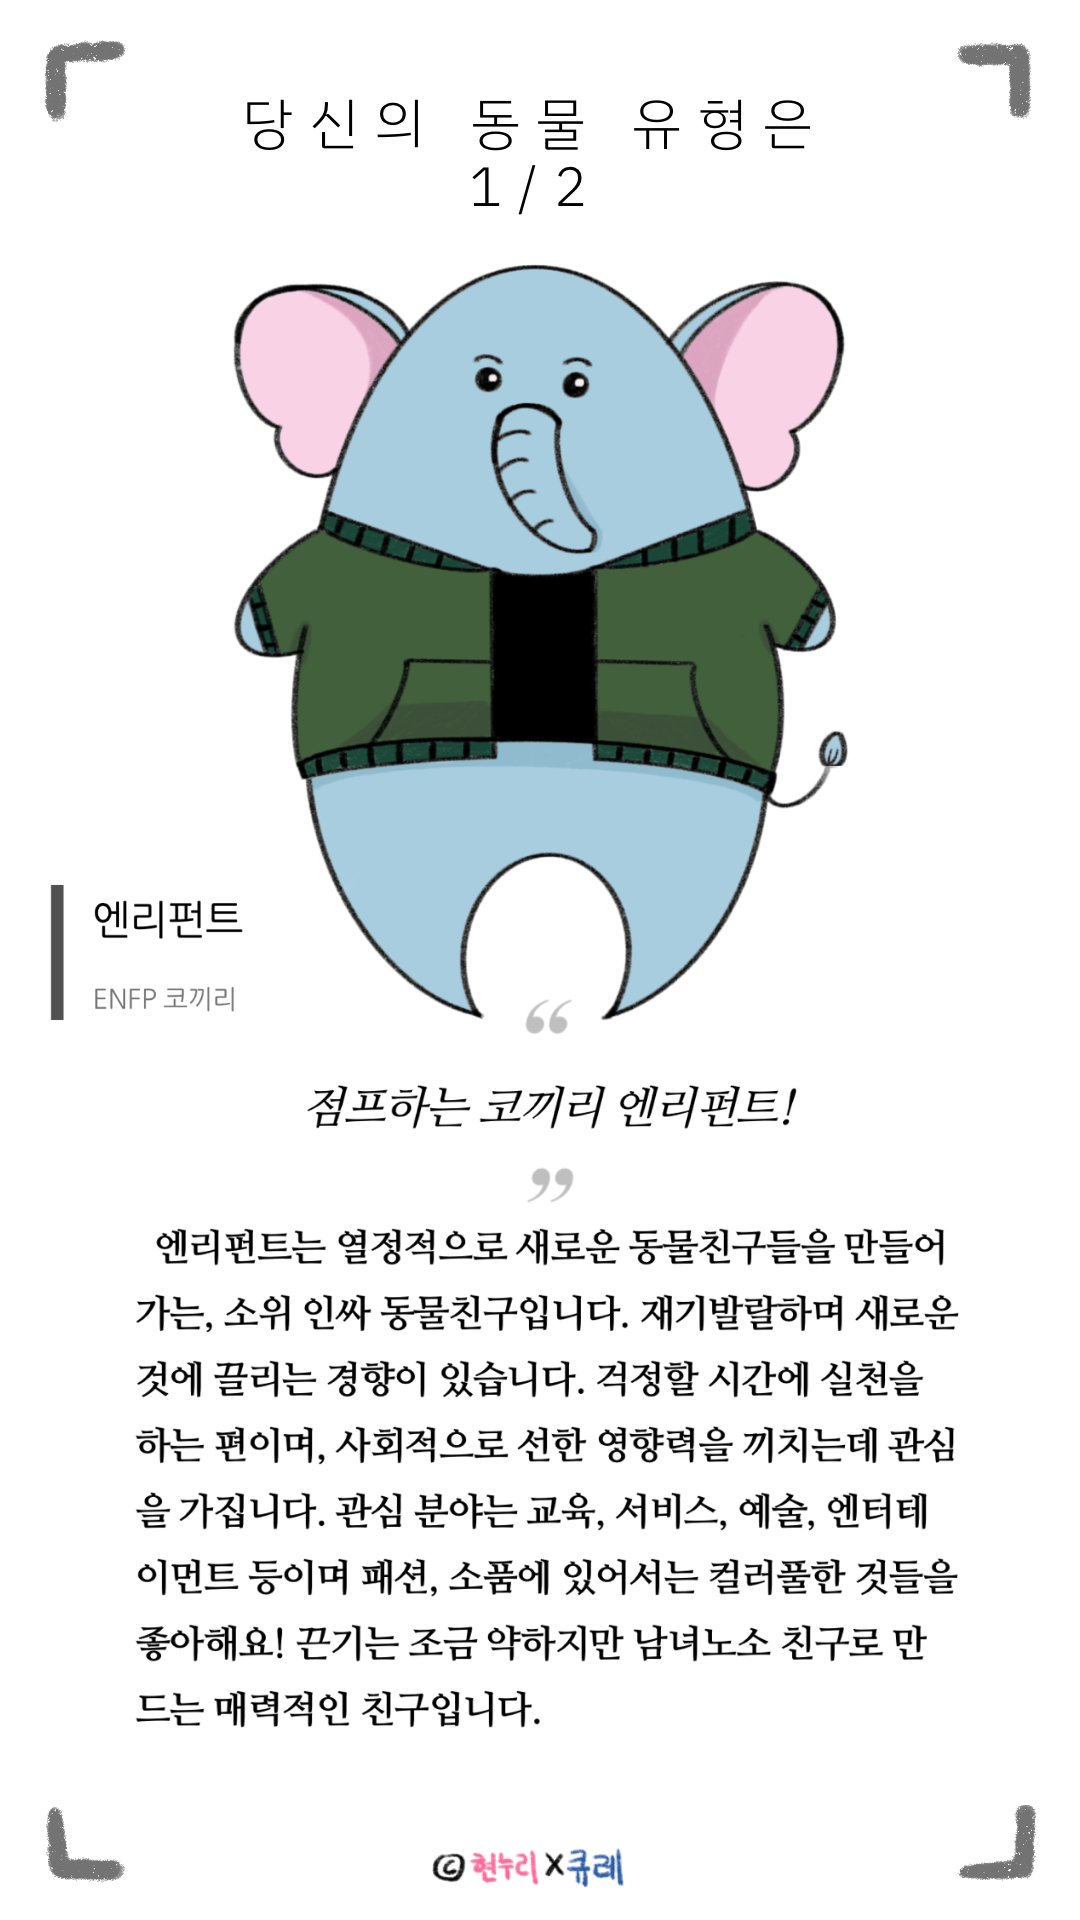 당신의 동물 유형은
1/2
엔리펀트
ENFP 코끼리
“
점프하는 코끼리 엔리펀트!
”
엔리펀트는 열정적으로 새로운 동물친구들을 만들어
가는, 소위 인싸 동물친구입니다. 재기발랄하며 새로운
것에 끌리는 경향이 있습니다. 걱정할 시간에 실천을
하는 편이며, 사회적으로 선한 영향력을 끼치는데 관심
을 가집니다. 관심 분야는 교육, 서비스, 예술, 엔터테
이먼트 등이며 패션, 소품에 있어서는 컬러풀한 것들을
좋아해요! 끈기는 조금 약하지만 남녀노소 친구로 만
드는 매력적인 친구입니다.
© 현누리 X 큐레